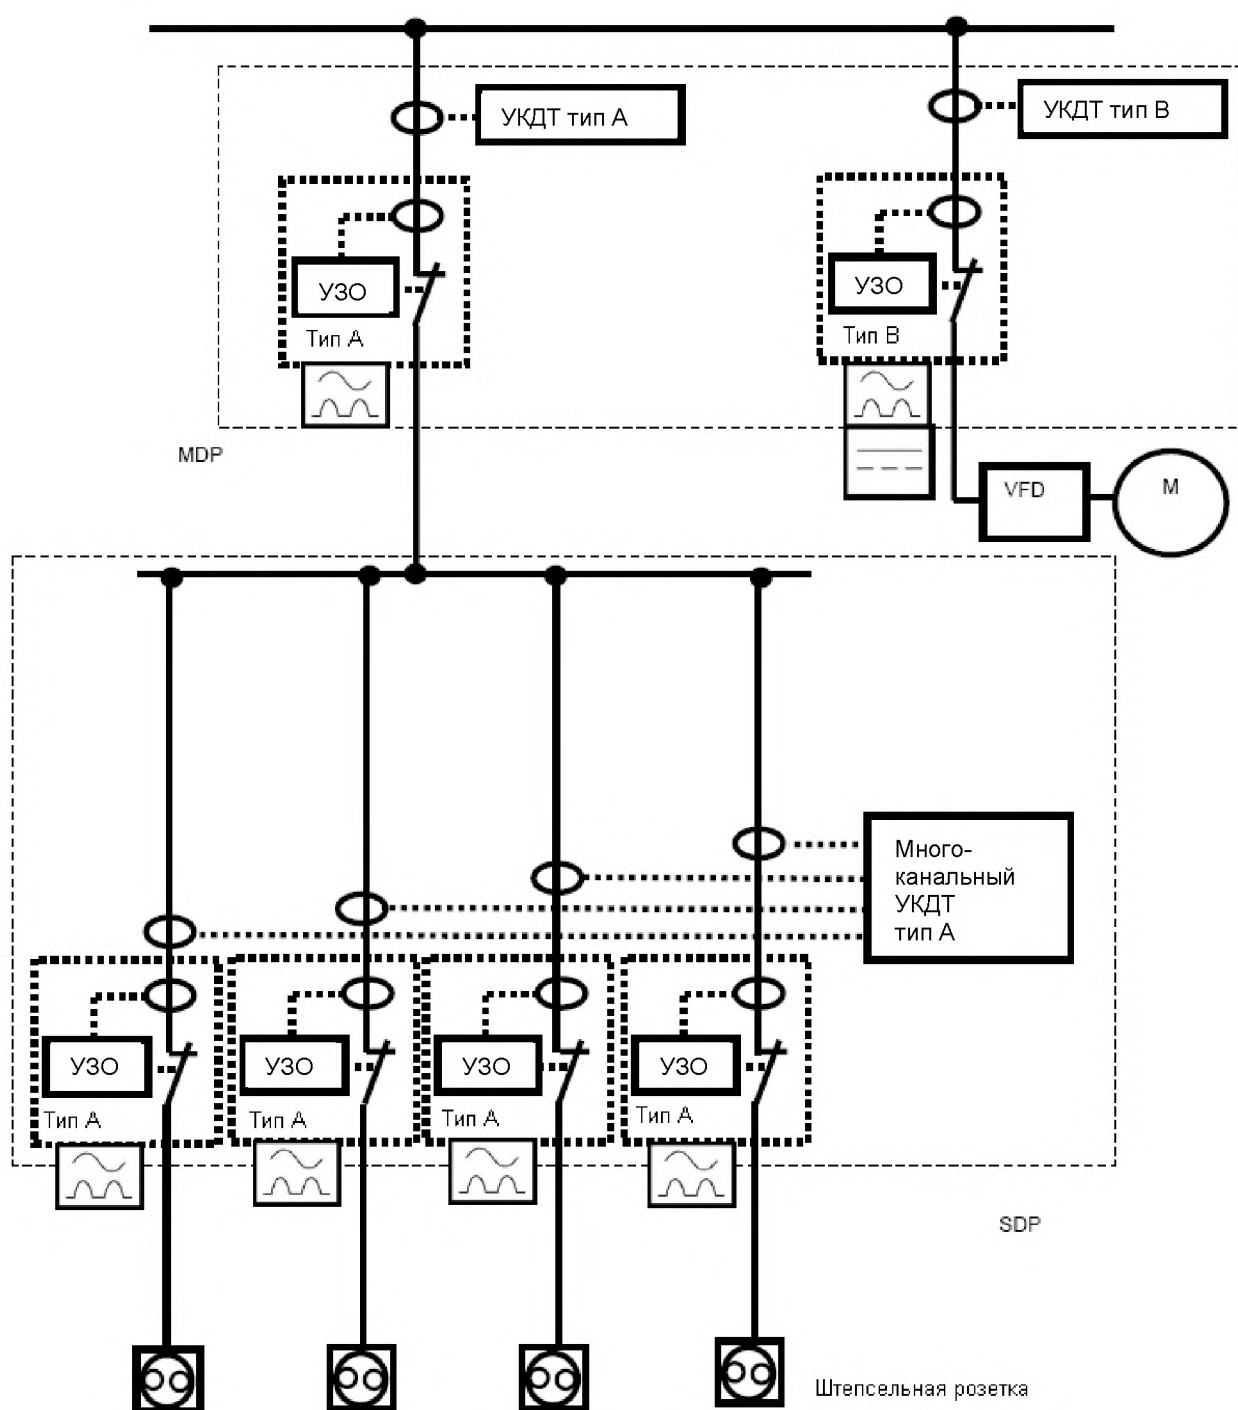 УКДТ тип А
УКДТ тип В
УЗО
Тип А
УЗО
Тип В
MDP
VFD
M
Много-
канальный
УКДТ
тип А
УЗО
Тип А
УЗО
Тип А
УЗО
Тип А
УЗО
Тип А
SDP
Штепсельная розетка